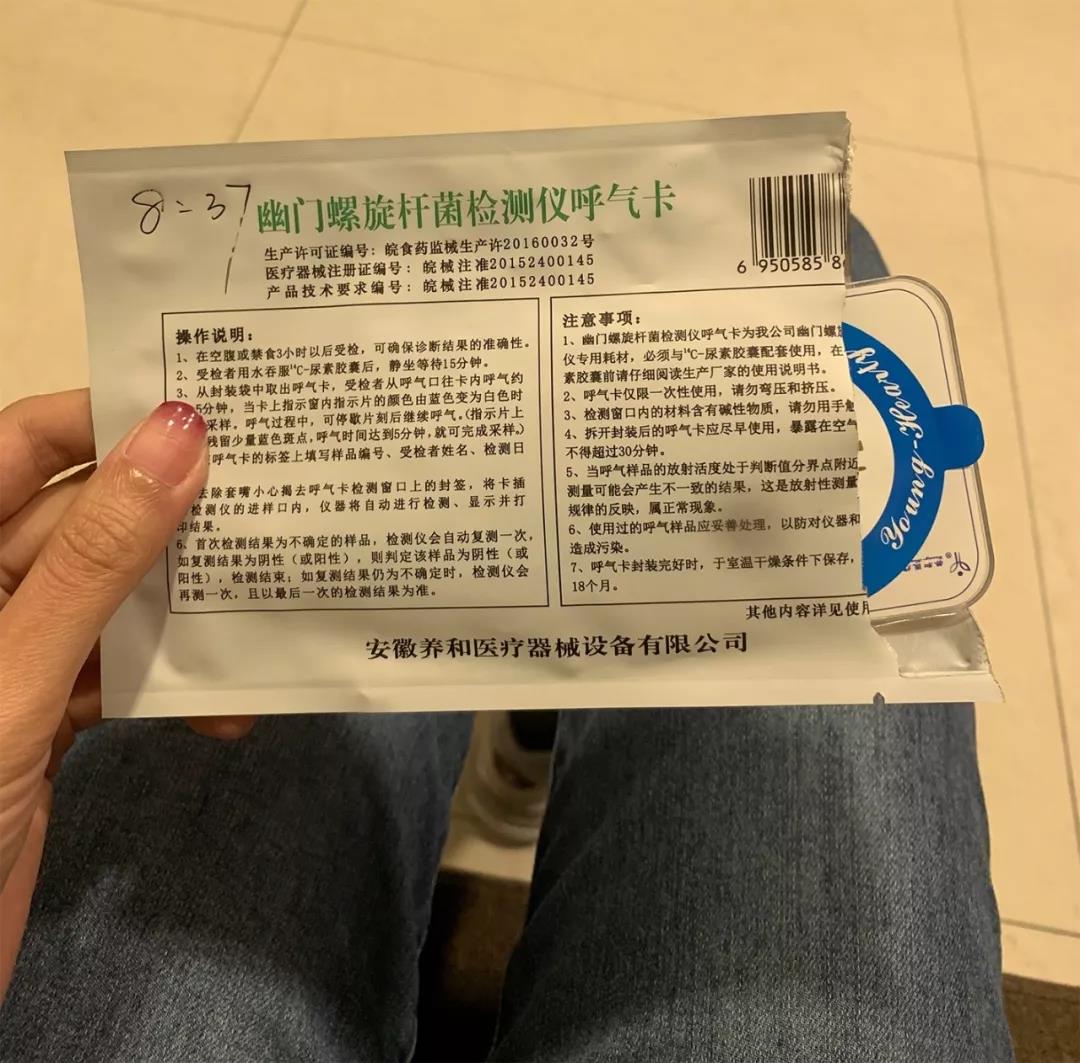 8:37
幽门螺旋杆菌检测仪呼气卡
生产许可证编号：皖食药监械生产许20160032号
医疗器械注册证编号：皖械注准20152400145
产品技术要求编号：皖械注准20152400145
6 950585 8
操作说明：
1、在空腹或禁食3小时以后受检，可确保诊断结果的准确性。
2、受检者用水吞服¹⁴C-尿素胶囊后，静坐等待15分钟。
3、从封装袋中取出呼气卡，受检者从呼气口往卡内呼气约
5分钟，当卡上指示窗内指示片的颜色由蓝色变为白色时
采样。呼气过程中，可停歇片刻后继续呼气。（指示片上
残留少量蓝色斑点，呼气时间达到5分钟，就可完成采样。）
呼气卡的标签上填写样品编号、受检者姓名、检测日
去除套嘴小心揭去呼气卡检测窗口上的封签，将卡插
检测仪的进样口内，仪器将自动进行检测、显示并打
印结果。
6、首次检测结果为不确定的样品，检测仪会自动复测一次，
如复测结果为阴性（或阳性），则判定该样品为阴性（或
阳性），检测结束；如复测结果仍为不确定时，检测仪会
再测一次，且以最后一次的检测结果为准。
注意事项：
1、幽门螺旋杆菌检测仪呼气卡为我公司幽门螺
仪专用耗材，必须与¹⁴C-尿素胶囊配套使用，在
素胶囊前请仔细阅读生产厂家的使用说明书。
2、呼气卡仅限一次性使用，请勿弯压和挤压。
3、检测窗口内的材料含有碱性物质，请勿用手触
4、拆开封装后的呼气卡应尽早使用，暴露在空气
不得超过30分钟。
5、当呼气样品的放射活度处于判断值分界点附近
测量可能会产生不一致的结果，这是放射性测量
规律的反映，属正常现象。
6、使用过的呼气样品应妥善处理，以防对仪器和
造成污染。
7、呼气卡封装完好时，于室温干燥条件下保存，
18个月。
其他内容详见使用
安徽养和医疗器械设备有限公司
Young-Hearty